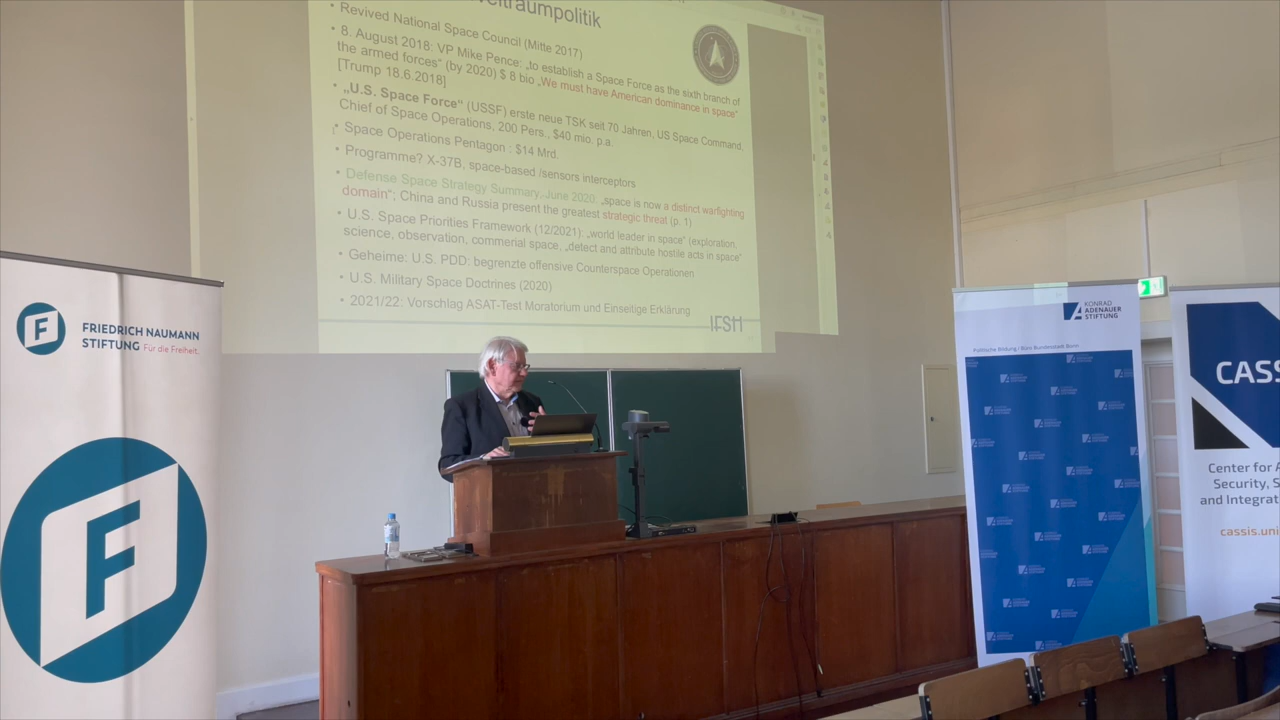 eltraumpolitik
• Revived National Space Council (Mitte 2017)
• 8. August 2018: VP Mike Pence: „to establish a Space Force as the sixth branch of
the armed forces“ (by 2020) $ 8 bio „We must have American dominance in space“
[Trump 18.6.2018]
• „U.S. Space Force“ (USSF) erste neue TSK seit 70 Jahren, US Space Command,
Chief of Space Operations, 200 Pers., $40 mio. p.a.
• Space Operations Pentagon : $14 Mrd.
• Programme? X-37B, space-based /sensors interceptors
• Defense Space Strategy Summary, June 2020. „space is now a distinct warfighting
domain“; China and Russia present the greatest strategic threat (p. 1)
• U.S. Space Priorities Framework (12/2021): „world leader in space“ (exploration,
science, observation, commerial space, „detect and attribute hostile acts in space“
• Geheime: U.S. PDD: begrenzte offensive Counterspace Operationen
• U.S. Military Space Doctrines (2020)
• 2021/22: Vorschlag ASAT-Test Moratorium und Einseitige Erklärung
IFSH
F
FRIEDRICH NAUMANN
STIFTUNG Für die Freiheit.
F
KONRAD
ADENAUER
STIFTUNG
Politische Bildung / Büro Bundesstadt Bonn
CASS
Center for A
Security, S
and Integrat
cassis.uni